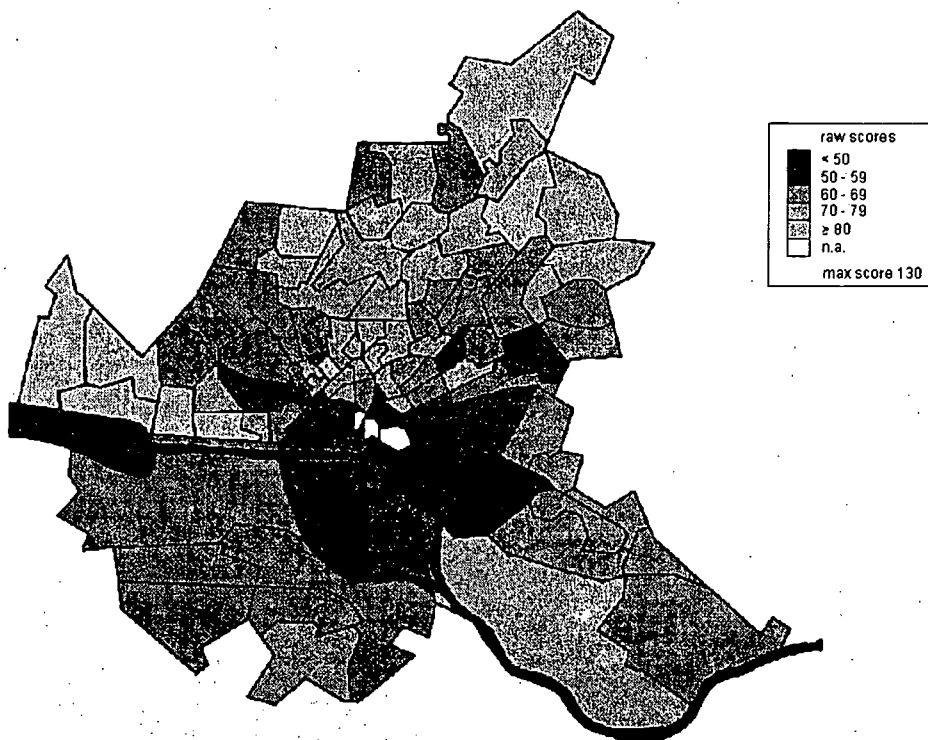 raw scores
< 50
50 - 59
60 - 69
70 - 79
≥ 80
n.a.
max score 130